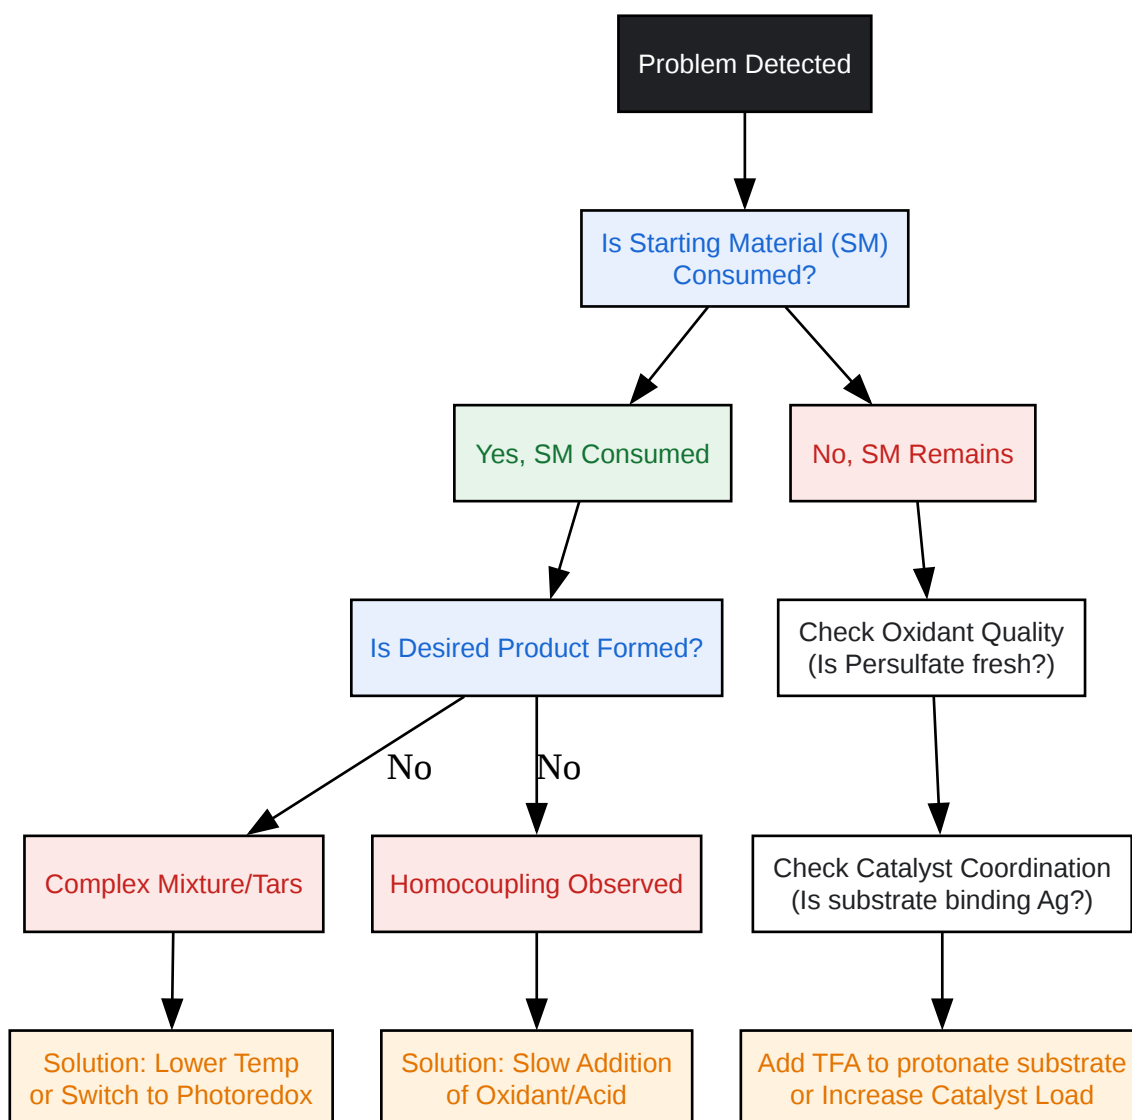 Problem Detected
Is Starting Material (SM)
Consumed?
Yes, SM Consumed
No, SM Remains
Is Desired Product Formed?
Check Oxidant Quality
(Is Persulfate fresh?)
No
No
Complex Mixture/Tars
Homocoupling Observed
Check Catalyst Coordination
(Is substrate binding Ag?)
Solution: Lower Temp
or Switch to Photoredox
Solution: Slow Addition
of Oxidant/Acid
Add TFA to protonate substrate
or Increase Catalyst Load